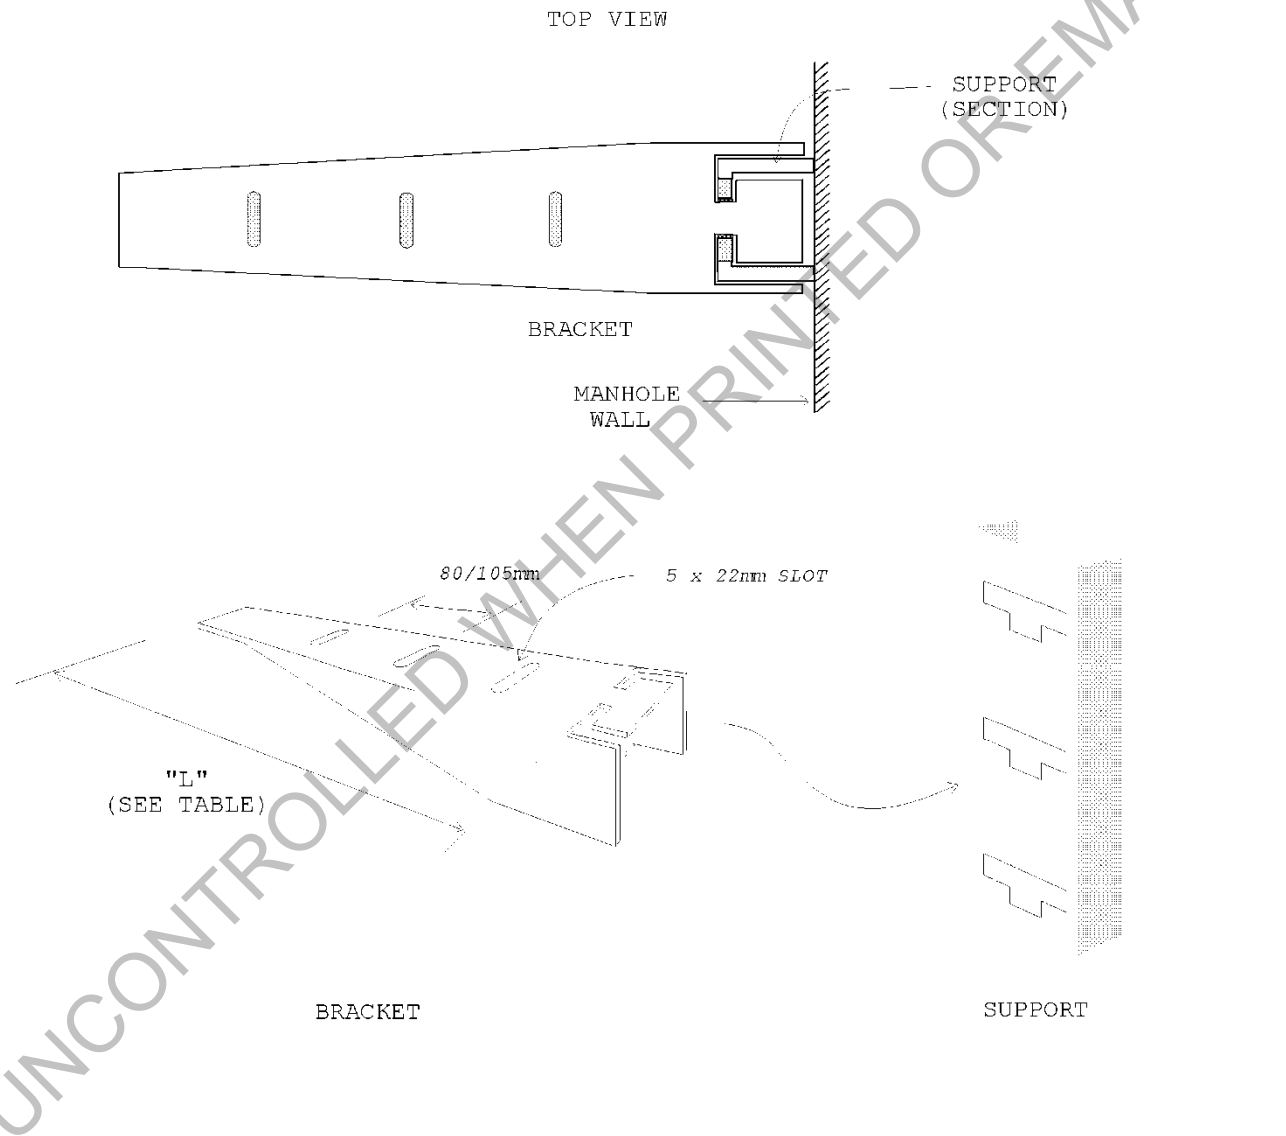 TOP VIEW
SUPPORT
(SECTION)
BRACKET
MANHOLE
WALL
80/105mm
5 x 22mm SLOT
"L"
(SEE TABLE)
BRACKET
SUPPORT
UNCONTROLLED WHEN PRINTED OR